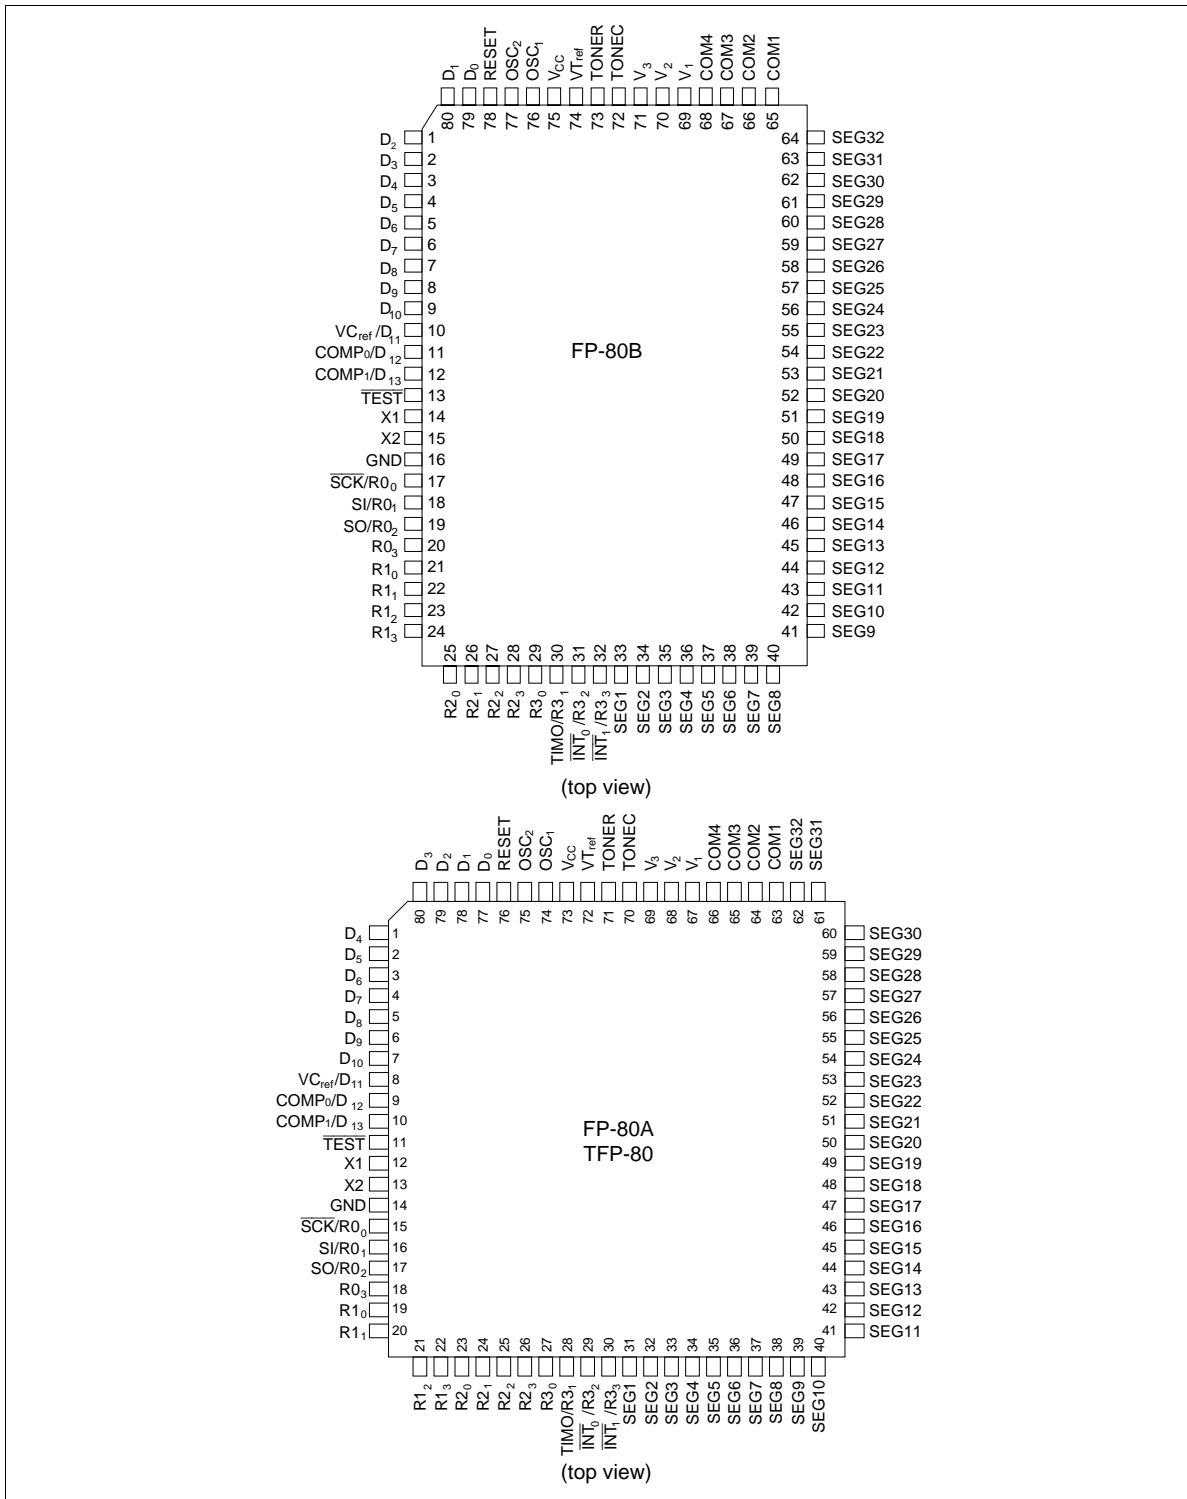 D1
D0
RESET
OSC2
OSC1
VCC
VTref
TONER
TONEC
V3
V2
V1
COM4
COM3
COM2
COM1
80
79
78
77
76
75
74
73
72
71
70
69
68
67
66
65
D2 1
D3 2
D4 3
D5 4
D6 5
D7 6
D8 7
D9 8
D10 9
VCref/D11 10
COMP0/D12 11
COMP1/D13 12
TEST 13
X1 14
X2 15
GND 16
SCK/R00 17
SI/R01 18
SO/R02 19
R03 20
R10 21
R11 22
R12 23
R13 24
FP-80B
64 SEG32
63 SEG31
62 SEG30
61 SEG29
60 SEG28
59 SEG27
58 SEG26
57 SEG25
56 SEG24
55 SEG23
54 SEG22
53 SEG21
52 SEG20
51 SEG19
50 SEG18
49 SEG17
48 SEG16
47 SEG15
46 SEG14
45 SEG13
44 SEG12
43 SEG11
42 SEG10
41 SEG9
25
26
27
28
29
30
31
32
33
34
35
36
37
38
39
40
R20
R21
R22
R23
R30
TIMO/R31
INT0/R32
INT1/R33
SEG1
SEG2
SEG3
SEG4
SEG5
SEG6
SEG7
SEG8
(top view)
D3
D2
D1
D0
RESET
OSC2
OSC1
VCC
VTref
TONER
TONEC
V3
V2
V1
COM4
COM3
COM2
COM1
SEG32
SEG31
80
79
78
77
76
75
74
73
72
71
70
69
68
67
66
65
64
63
62
61
D4 1
D5 2
D6 3
D7 4
D8 5
D9 6
D10 7
VCref/D11 8
COMP0/D12 9
COMP1/D13 10
TEST 11
X1 12
X2 13
GND 14
SCK/R00 15
SI/R01 16
SO/R02 17
R03 18
R10 19
R11 20
FP-80A
TFP-80
60 SEG30
59 SEG29
58 SEG28
57 SEG27
56 SEG26
55 SEG25
54 SEG24
53 SEG23
52 SEG22
51 SEG21
50 SEG20
49 SEG19
48 SEG18
47 SEG17
46 SEG16
45 SEG15
44 SEG14
43 SEG13
42 SEG12
41 SEG11
21
22
23
24
25
26
27
28
29
30
31
32
33
34
35
36
37
38
39
40
R12
R13
R20
R21
R22
R23
R30
TIMO/R31
INT0/R32
INT1/R33
SEG1
SEG2
SEG3
SEG4
SEG5
SEG6
SEG7
SEG8
SEG9
SEG10
(top view)